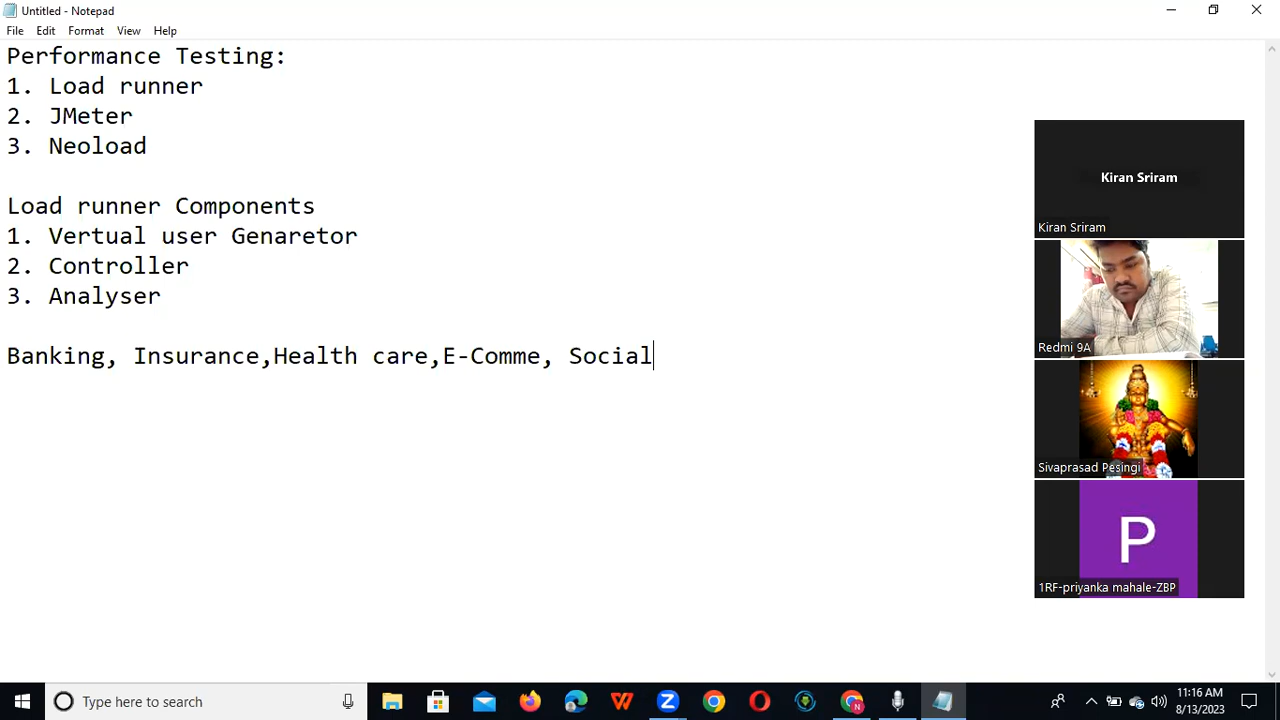 Untitled - Notepad
File Edit Format View Help
Performance Testing:
1. Load runner
2. JMeter
3. Neoload
Load runner Components
1. Vertual user Genaretor
2. Controller
3. Analyser
Banking, Insurance,Health care,E-Comme, Social
Kiran Sriram
Kiran Sriram
Redmi 9A
Sivaprasad Pesingi
P
1RF-priyanka mahale-ZBP
Type here to search
11:16 AM
8/13/2023